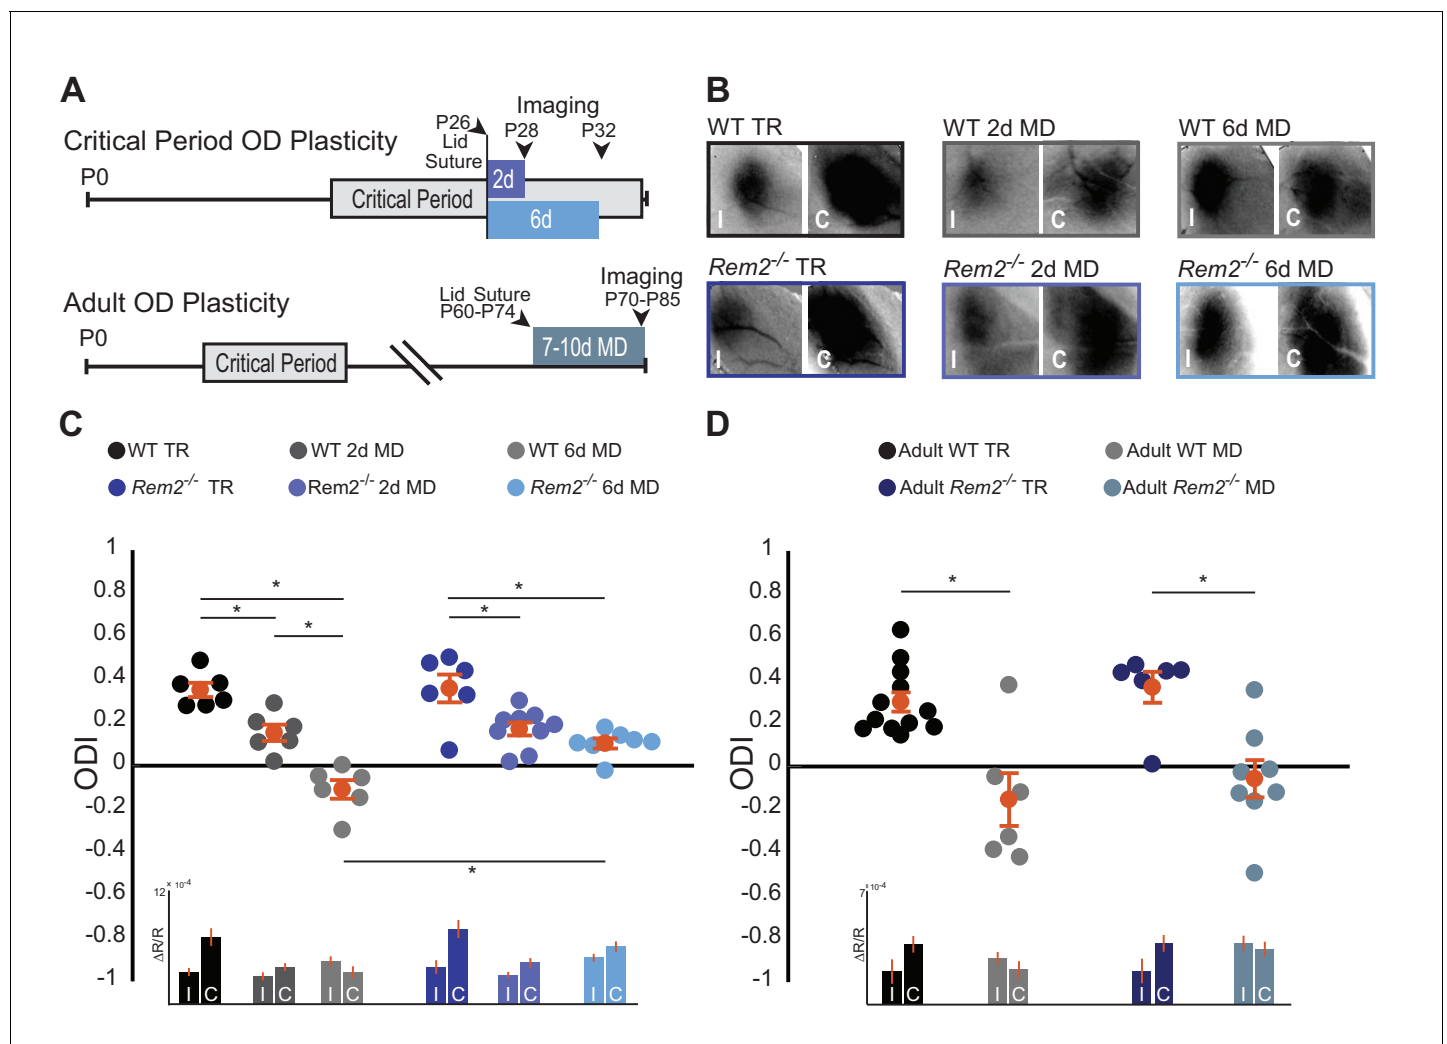 A
Critical Period OD Plasticity
P0
P26
Lid
Suture
Imaging
P28
P32
Critical Period
2d
6d
Adult OD Plasticity
P0
Lid Suture
P60-P74
Imaging
P70-P85
Critical Period
7-10d MD
B
WT TR
WT 2d MD
WT 6d MD
I C
I C
I C
Rem2-/- TR
Rem2-/- 2d MD
Rem2-/- 6d MD
I C
I C
I C
C
WT TR
WT 2d MD
WT 6d MD
Rem2-/- TR
Rem2-/- 2d MD
Rem2-/- 6d MD
ODI
1
0.8
0.6
0.4
0.2
0
-0.2
-0.4
-0.6
-0.8
-1
*
*
*
*
*
*
12 × 10-4
ΔR/R
I C I C I C I C I C I C
D
Adult WT TR
Adult WT MD
Adult Rem2-/- TR
Adult Rem2-/- MD
ODI
1
0.8
0.6
0.4
0.2
0
-0.2
-0.4
-0.6
-0.8
-1
*
*
7 x 10-4
ΔR/R
I C I C I C I C